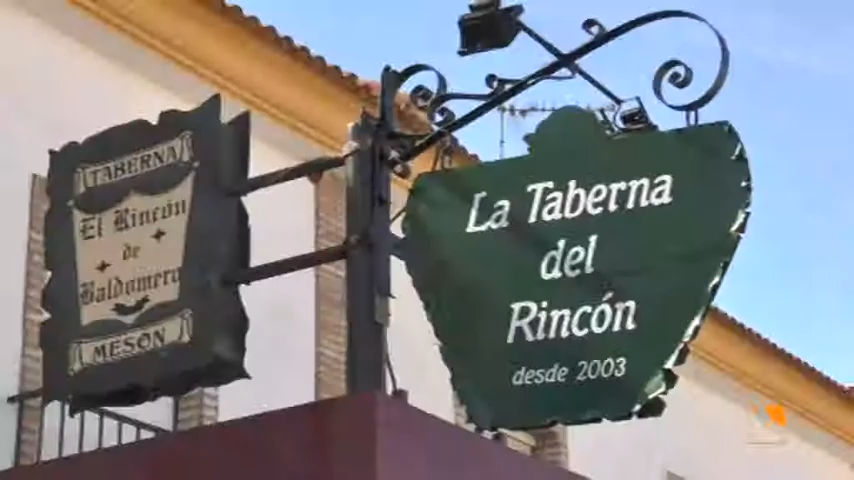 TABERNA
El Rincón
de
Baldomero
MESON
La Taberna
del
Rincón
desde 2003